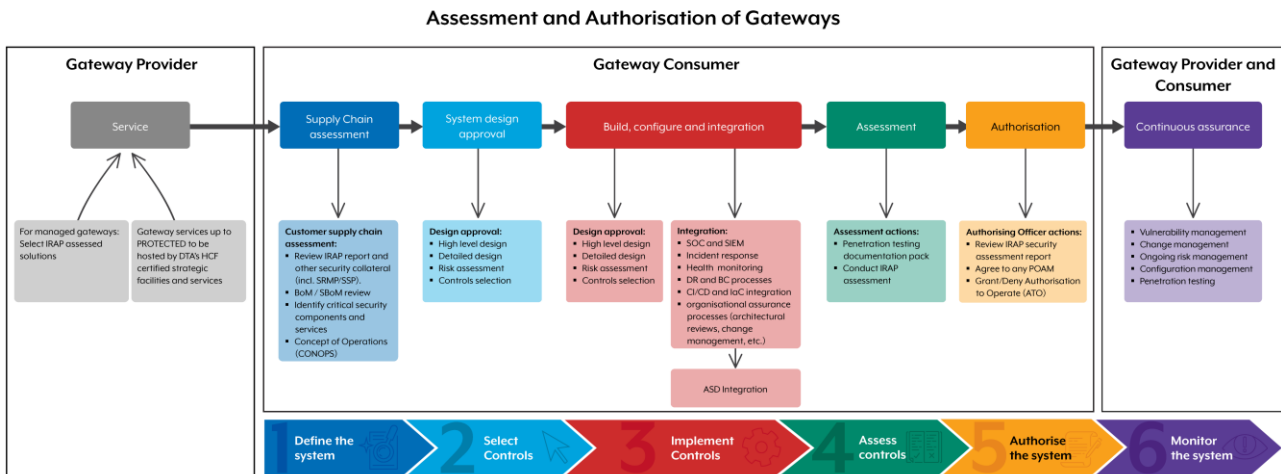 Assessment and Authorisation of Gateways
Gateway Provider
Service
For managed gateways:
Select IRAP assessed
solutions
Gateway services up to
PROTECTED to be
hosted by DTA's HCF
certified strategic
facilities and services
Gateway Consumer
Supply Chain
assessment
System design
approval
Build, configure and integration
Assessment
Authorisation
Customer supply chain
assessment:
▪ Review IRAP report and
other security collateral
(incl. SRMP/SSP).
▪ BoM / SBoM review
▪ Identify critical security
components and
services
▪ Concept of Operations
(CONOPS)
Design approval:
▪ High level design
▪ Detailed design
▪ Risk assessment
▪ Controls selection
Design approval:
▪ High level design
▪ Detailed design
▪ Risk assessment
▪ Controls selection
Integration:
▪ SOC and SIEM
▪ Incident response
▪ Health monitoring
▪ DR and BC processes
▪ CI/CD and IaC integration
▪ organisational assurance
processes (architectural
reviews, change
management, etc.)
ASD Integration
Assessment actions:
▪ Penetration testing
documentation pack
▪ Conduct IRAP
assessment
Authorising Officer actions:
▪ Review IRAP security
assessment report
▪ Agree to any POAM
▪ Grant/Deny Authorisation
to Operate (ATO)
Gateway Provider and
Consumer
Continuous assurance
▪ Vulnerability management
▪ Change management
▪ Ongoing risk management
▪ Configuration management
▪ Penetration testing
1 Define the
system
2 Select
Controls
3 Implement
Controls
4 Assess
controls
5 Authorise
the system
6 Monitor
the system